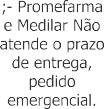 ;- Promefarma
e Medilar Não
atende o prazo
de entrega,
pedido
emergencial.